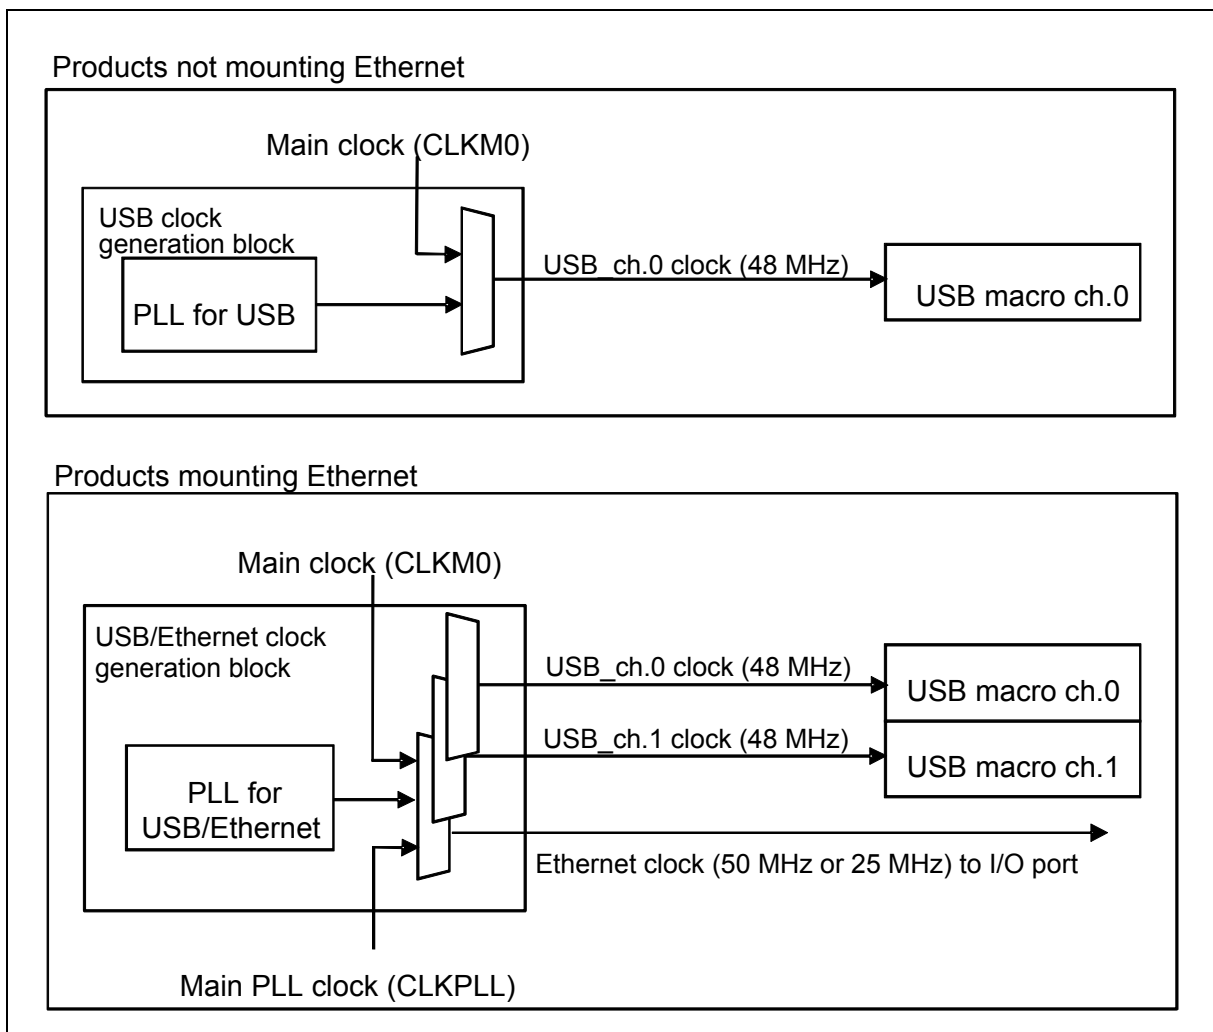 Products not mounting Ethernet
Main clock (CLKM0)
USB clock
generation block
PLL for USB
USB_ch.0 clock (48 MHz)
USB macro ch.0
Products mounting Ethernet
Main clock (CLKM0)
USB/Ethernet clock
generation block
USB_ch.0 clock (48 MHz)
USB macro ch.0
USB_ch.1 clock (48 MHz)
USB macro ch.1
PLL for
USB/Ethernet
Ethernet clock (50 MHz or 25 MHz) to I/O port
Main PLL clock (CLKPLL)